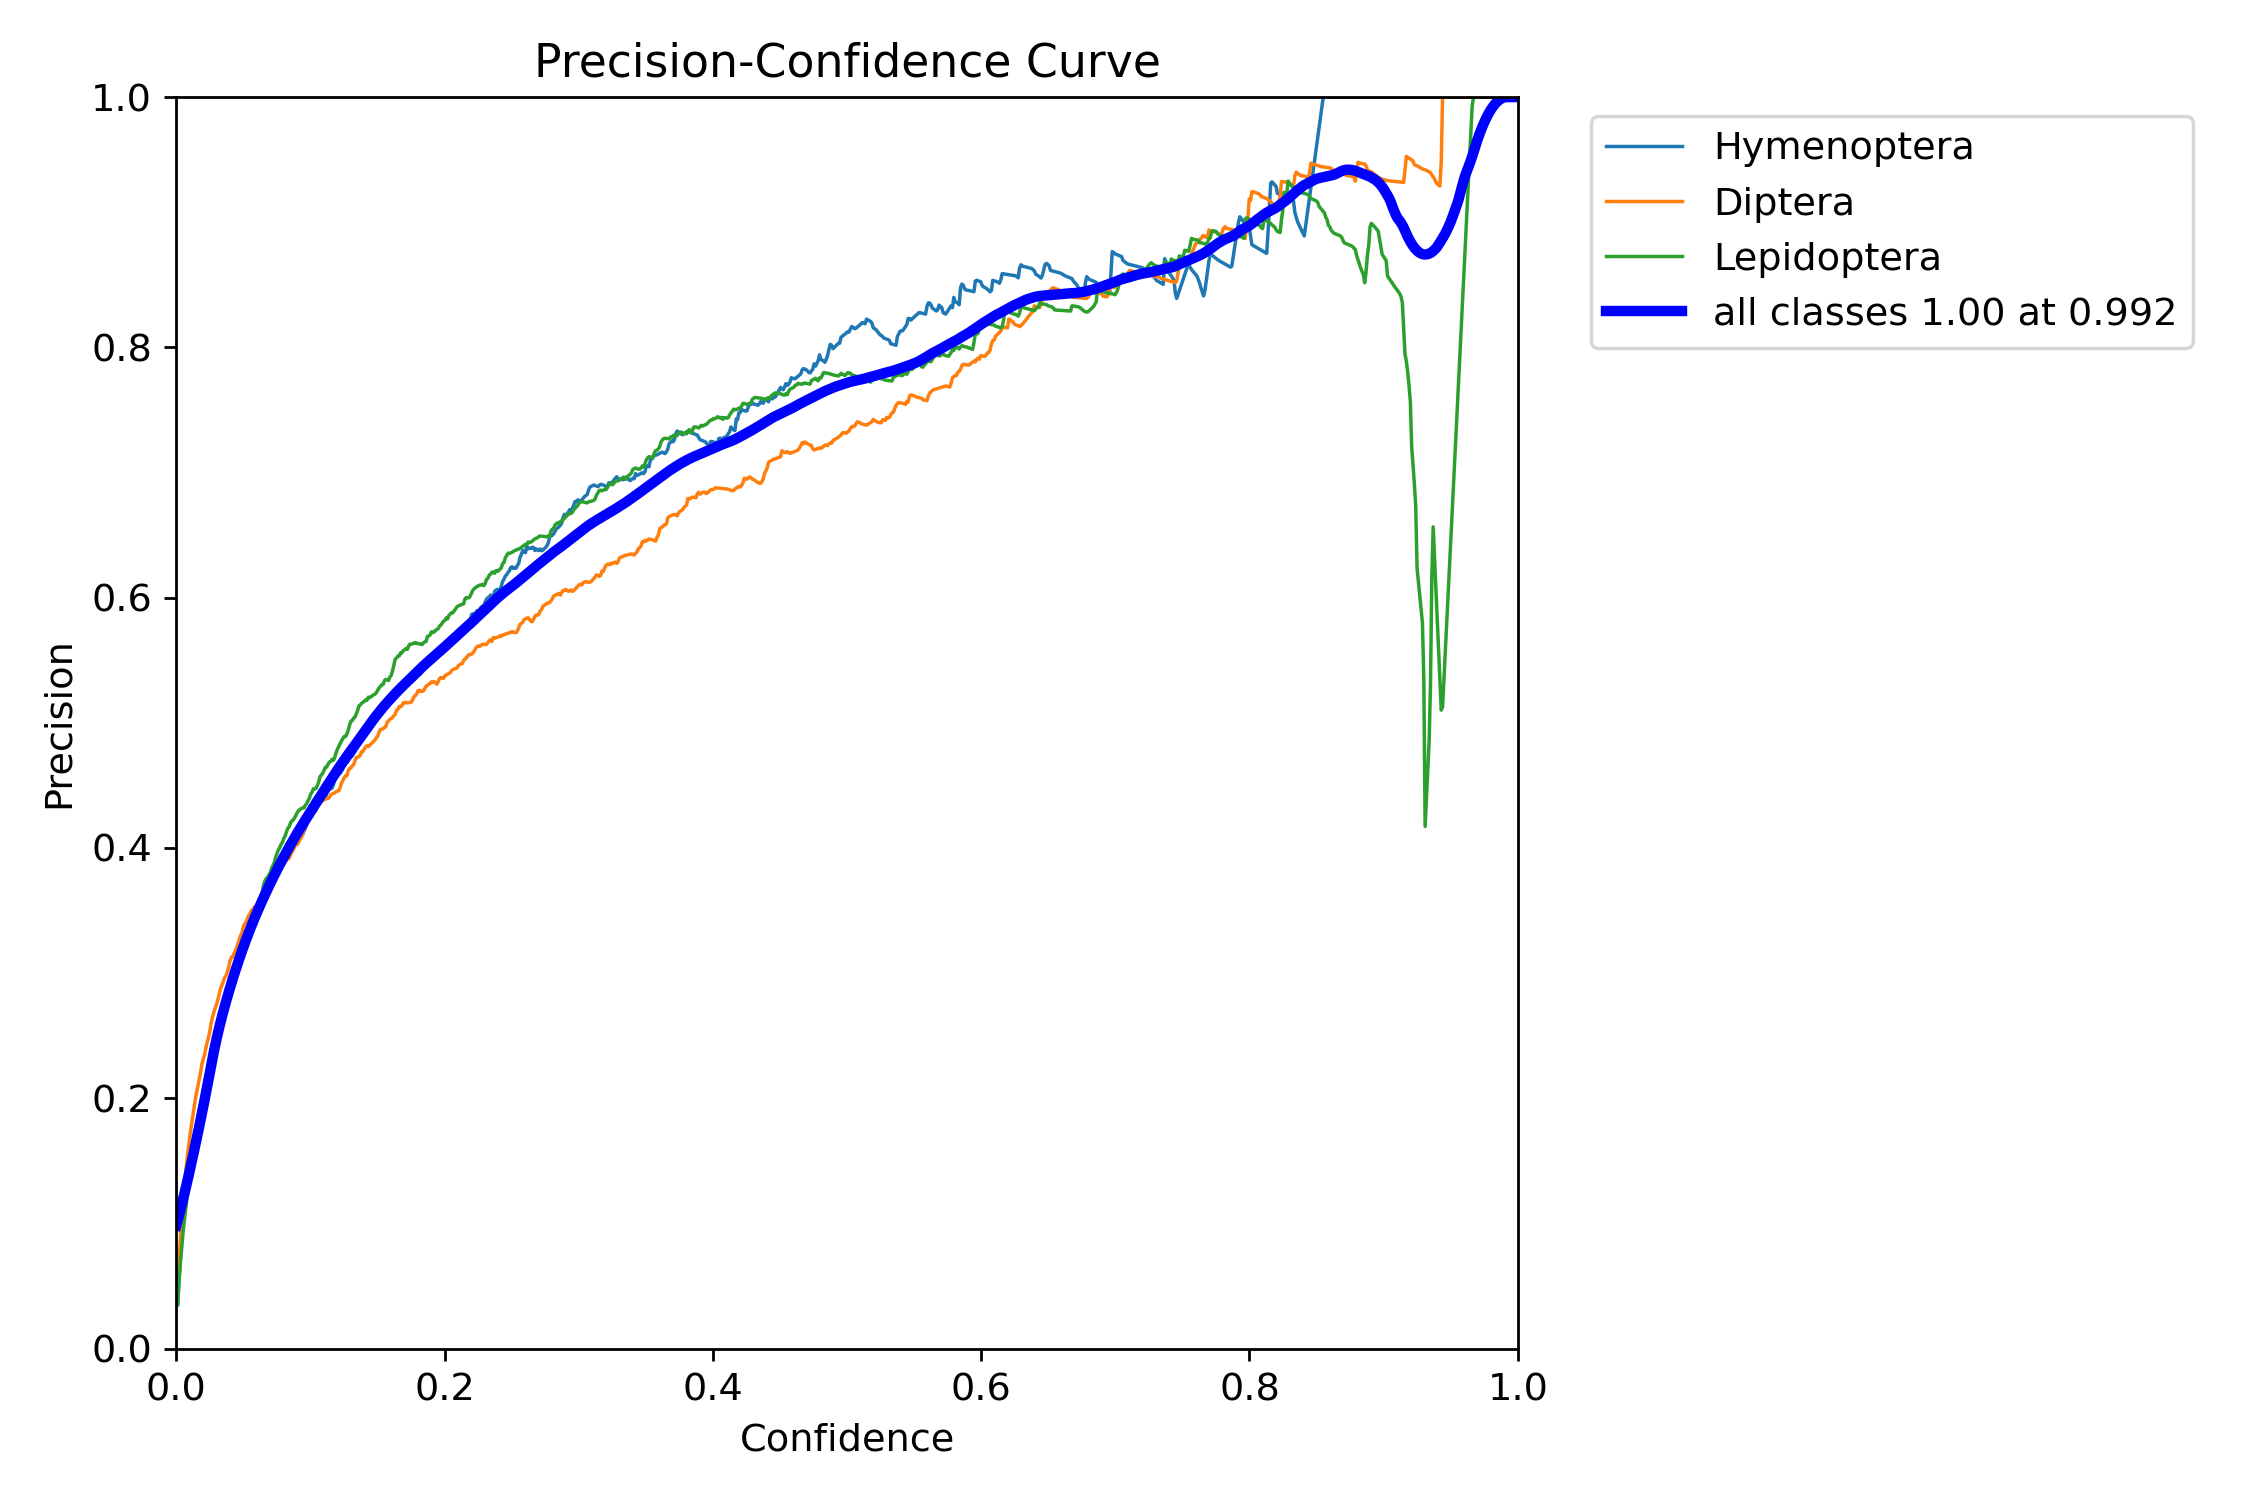 Precision-Confidence Curve
1.0
0.8
0.6
0.4
0.2
0.0
Precision
0.0 0.2 0.4 0.6 0.8 1.0
Confidence
Hymenoptera
Diptera
Lepidoptera
all classes 1.00 at 0.992